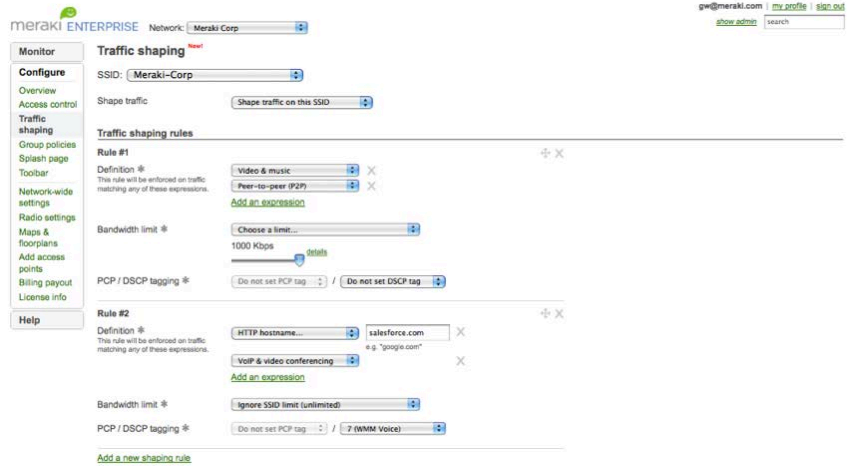 gw@meraki.com | my profile | sign out
meraki ENTERPRISE Network: Meraki Corp
show admin search
Monitor
Configure
Overview
Access control
Traffic
shaping
Group policies
Splash page
Toolbar
Network-wide
settings
Radio settings
Maps &
floorplans
Add access
points
Billing payout
License info
Help
Traffic shaping New!
SSID: Meraki-Corp
Shape traffic Shape traffic on this SSID
Traffic shaping rules
Rule #1
Definition * Video & music X
This rule will be enforced on traffic
matching any of these expressions.
Peer-to-peer (P2P) X
Add an expression
Bandwidth limit * Choose a limit...
1000 Kbps details
PCP / DSCP tagging * Do not set PCP tag / Do not set DSCP tag
Rule #2
Definition * HTTP hostname... salesforce.com X
This rule will be enforced on traffic
matching any of these expressions.
e.g. "google.com"
VoIP & video conferencing X
Add an expression
Bandwidth limit * Ignore SSID limit (unlimited)
PCP / DSCP tagging * Do not set PCP tag / 7 (WMM Voice)
Add a new shaping rule